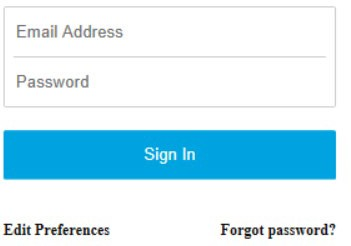 Email Address
Password
Sign In
Edit Preferences Forgot password?